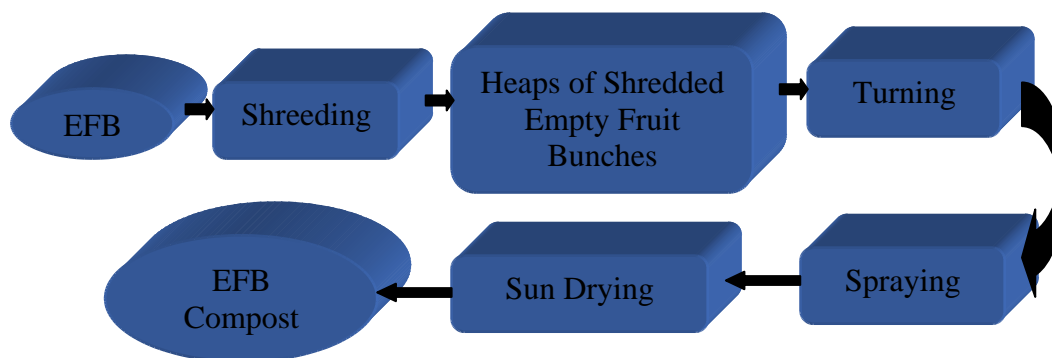 EFB
Shreeding
Heaps of Shredded
Empty Fruit
Bunches
Turning
Spraying
Sun Drying
EFB
Compost